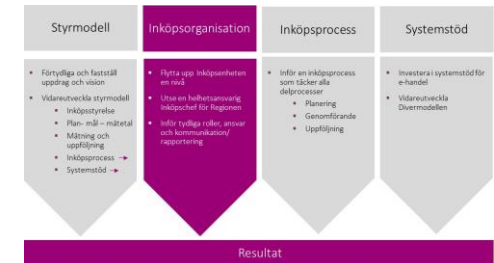 Styrmodell
Förtydliga och fastställ
uppdrag och vision
Vidareutveckla styrmodell
Inköpsstyrelse
Plan- mål – mätetal
Mätning och
uppföljning
Inköpsprocess →
Systemstöd →
Inköpsorganisation
Flytta upp Inköpsenheten
en nivå
Utse en helhetsansvarig
Inköpschef för Regionen
Inför tydliga roller, ansvar
och kommunikation/
rapportering
Inköpsprocess
Inför en inköpsprocess
som täcker alla
delprocesser
Planering
Genomförande
Uppföljning
Systemstöd
Investera i systemstöd för
e-handel
Vidareutveckla
Divermodellen
Resultat